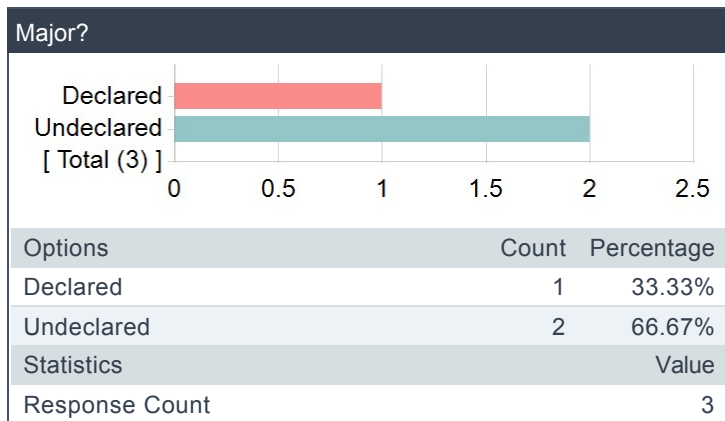 Major?
Declared
Undeclared
[ Total (3) ]
0 0.5 1 1.5 2 2.5
Options Count Percentage
Declared 1 33.33%
Undeclared 2 66.67%
Statistics Value
Response Count 3